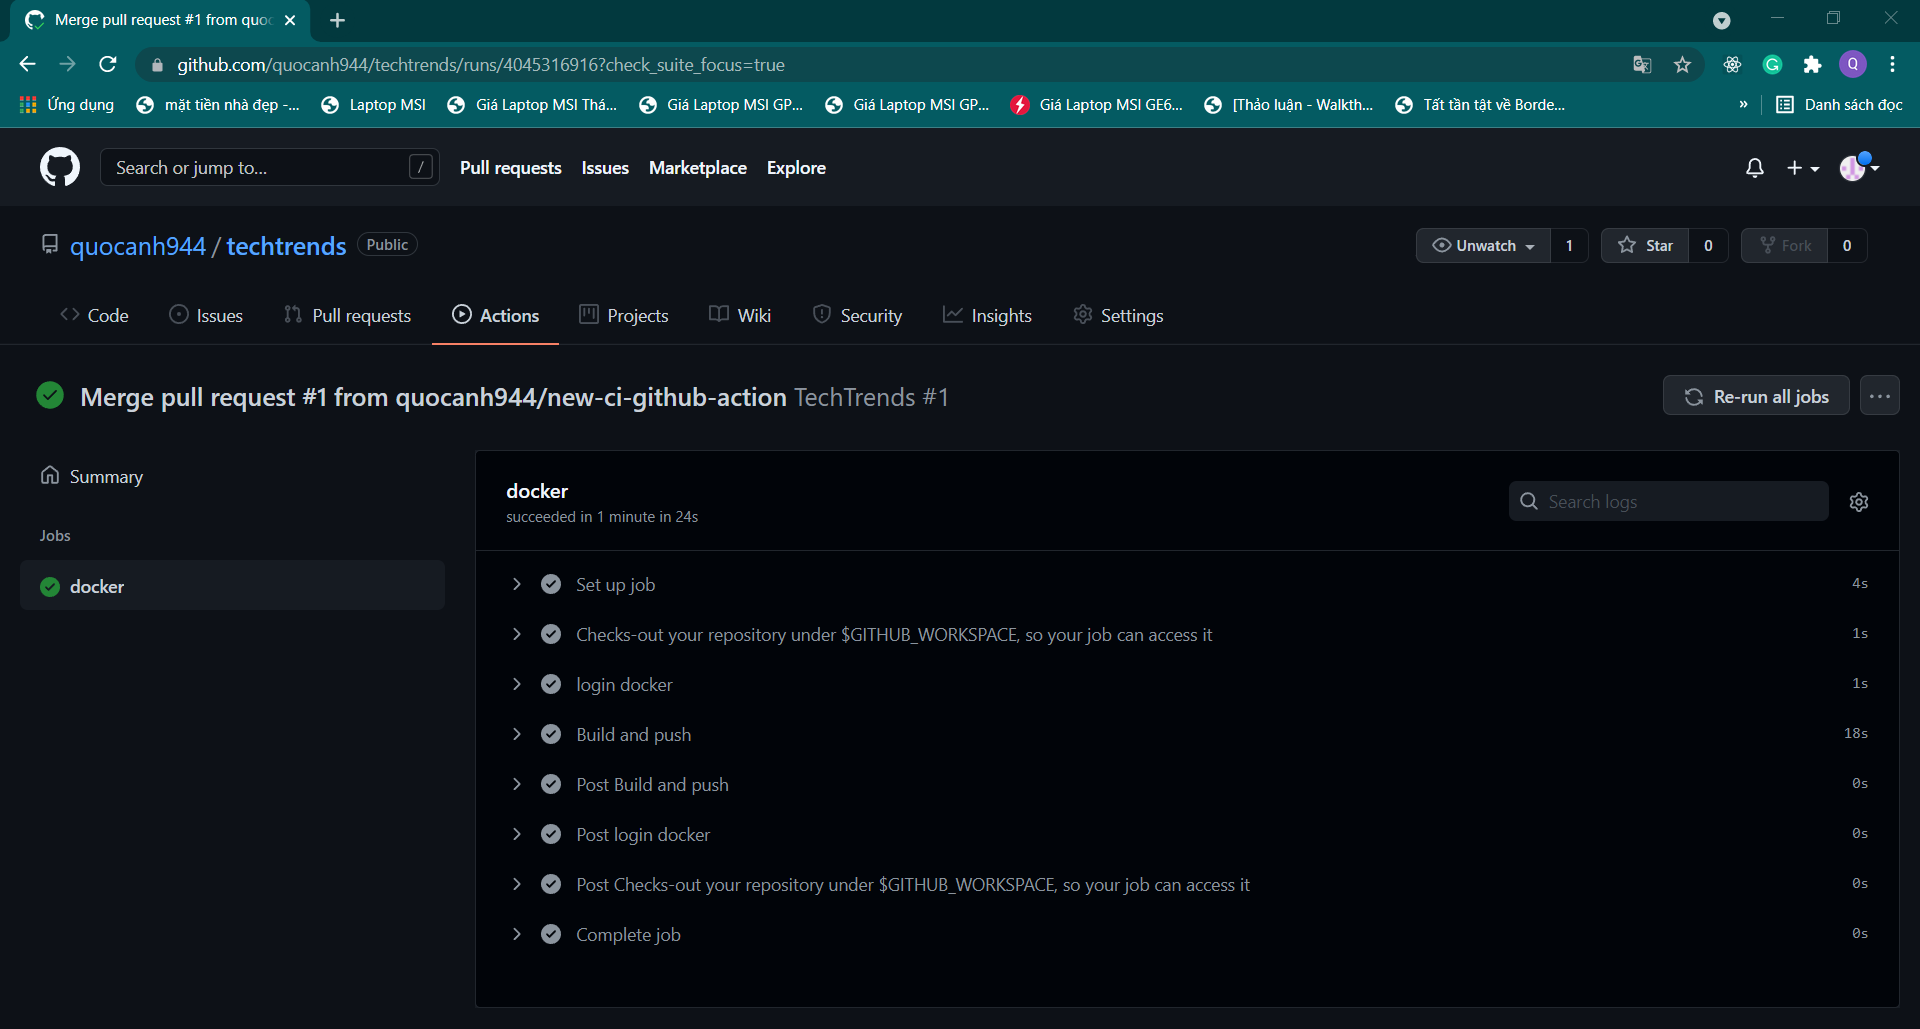 Merge pull request #1 from quoc
github.com/quocanh944/techtrends/runs/4045316916?check_suite_focus=true
Q
Ứng dụng
mặt tiền nhà đẹp -...
Laptop MSI
Giá Laptop MSI Thá...
Giá Laptop MSI GP...
Giá Laptop MSI GP...
Giá Laptop MSI GE6...
[Thảo luận - Walkth...
Tất tần tật về Borde...
»
Danh sách đọc
Search or jump to...
/
Pull requests
Issues
Marketplace
Explore
quocanh944 / techtrends
Public
Unwatch
1
Star
0
Fork
0
Code
Issues
Pull requests
Actions
Projects
Wiki
Security
Insights
Settings
Merge pull request #1 from quocanh944/new-ci-github-action TechTrends #1
Re-run all jobs
...
Summary
Jobs
docker
docker
succeeded in 1 minute in 24s
Search logs
Set up job
4s
Checks-out your repository under $GITHUB_WORKSPACE, so your job can access it
1s
login docker
1s
Build and push
18s
Post Build and push
0s
Post login docker
0s
Post Checks-out your repository under $GITHUB_WORKSPACE, so your job can access it
0s
Complete job
0s